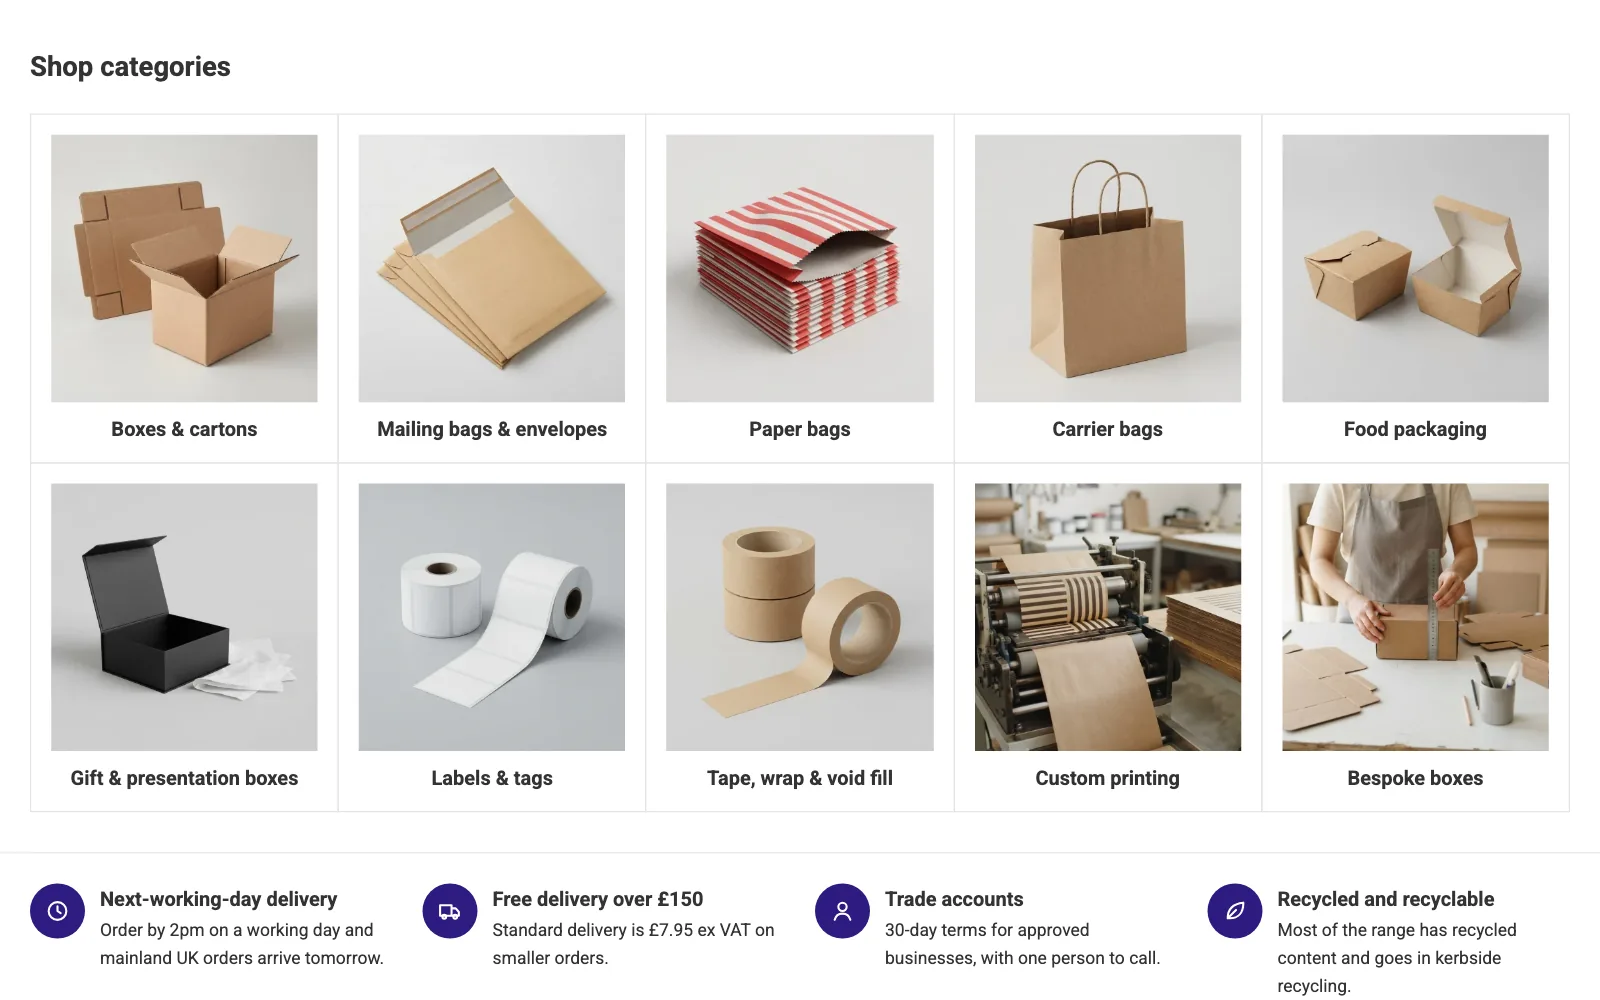 Shop categories
Boxes & cartons
Mailing bags & envelopes
Paper bags
Carrier bags
Food packaging
Gift & presentation boxes
Labels & tags
Tape, wrap & void fill
Custom printing
Bespoke boxes
Next-working-day delivery
Order by 2pm on a working day and
mainland UK orders arrive tomorrow.
Free delivery over £150
Standard delivery is £7.95 ex VAT on
smaller orders.
Trade accounts
30-day terms for approved
businesses, with one person to call.
Recycled and recyclable
Most of the range has recycled
content and goes in kerbside
recycling.